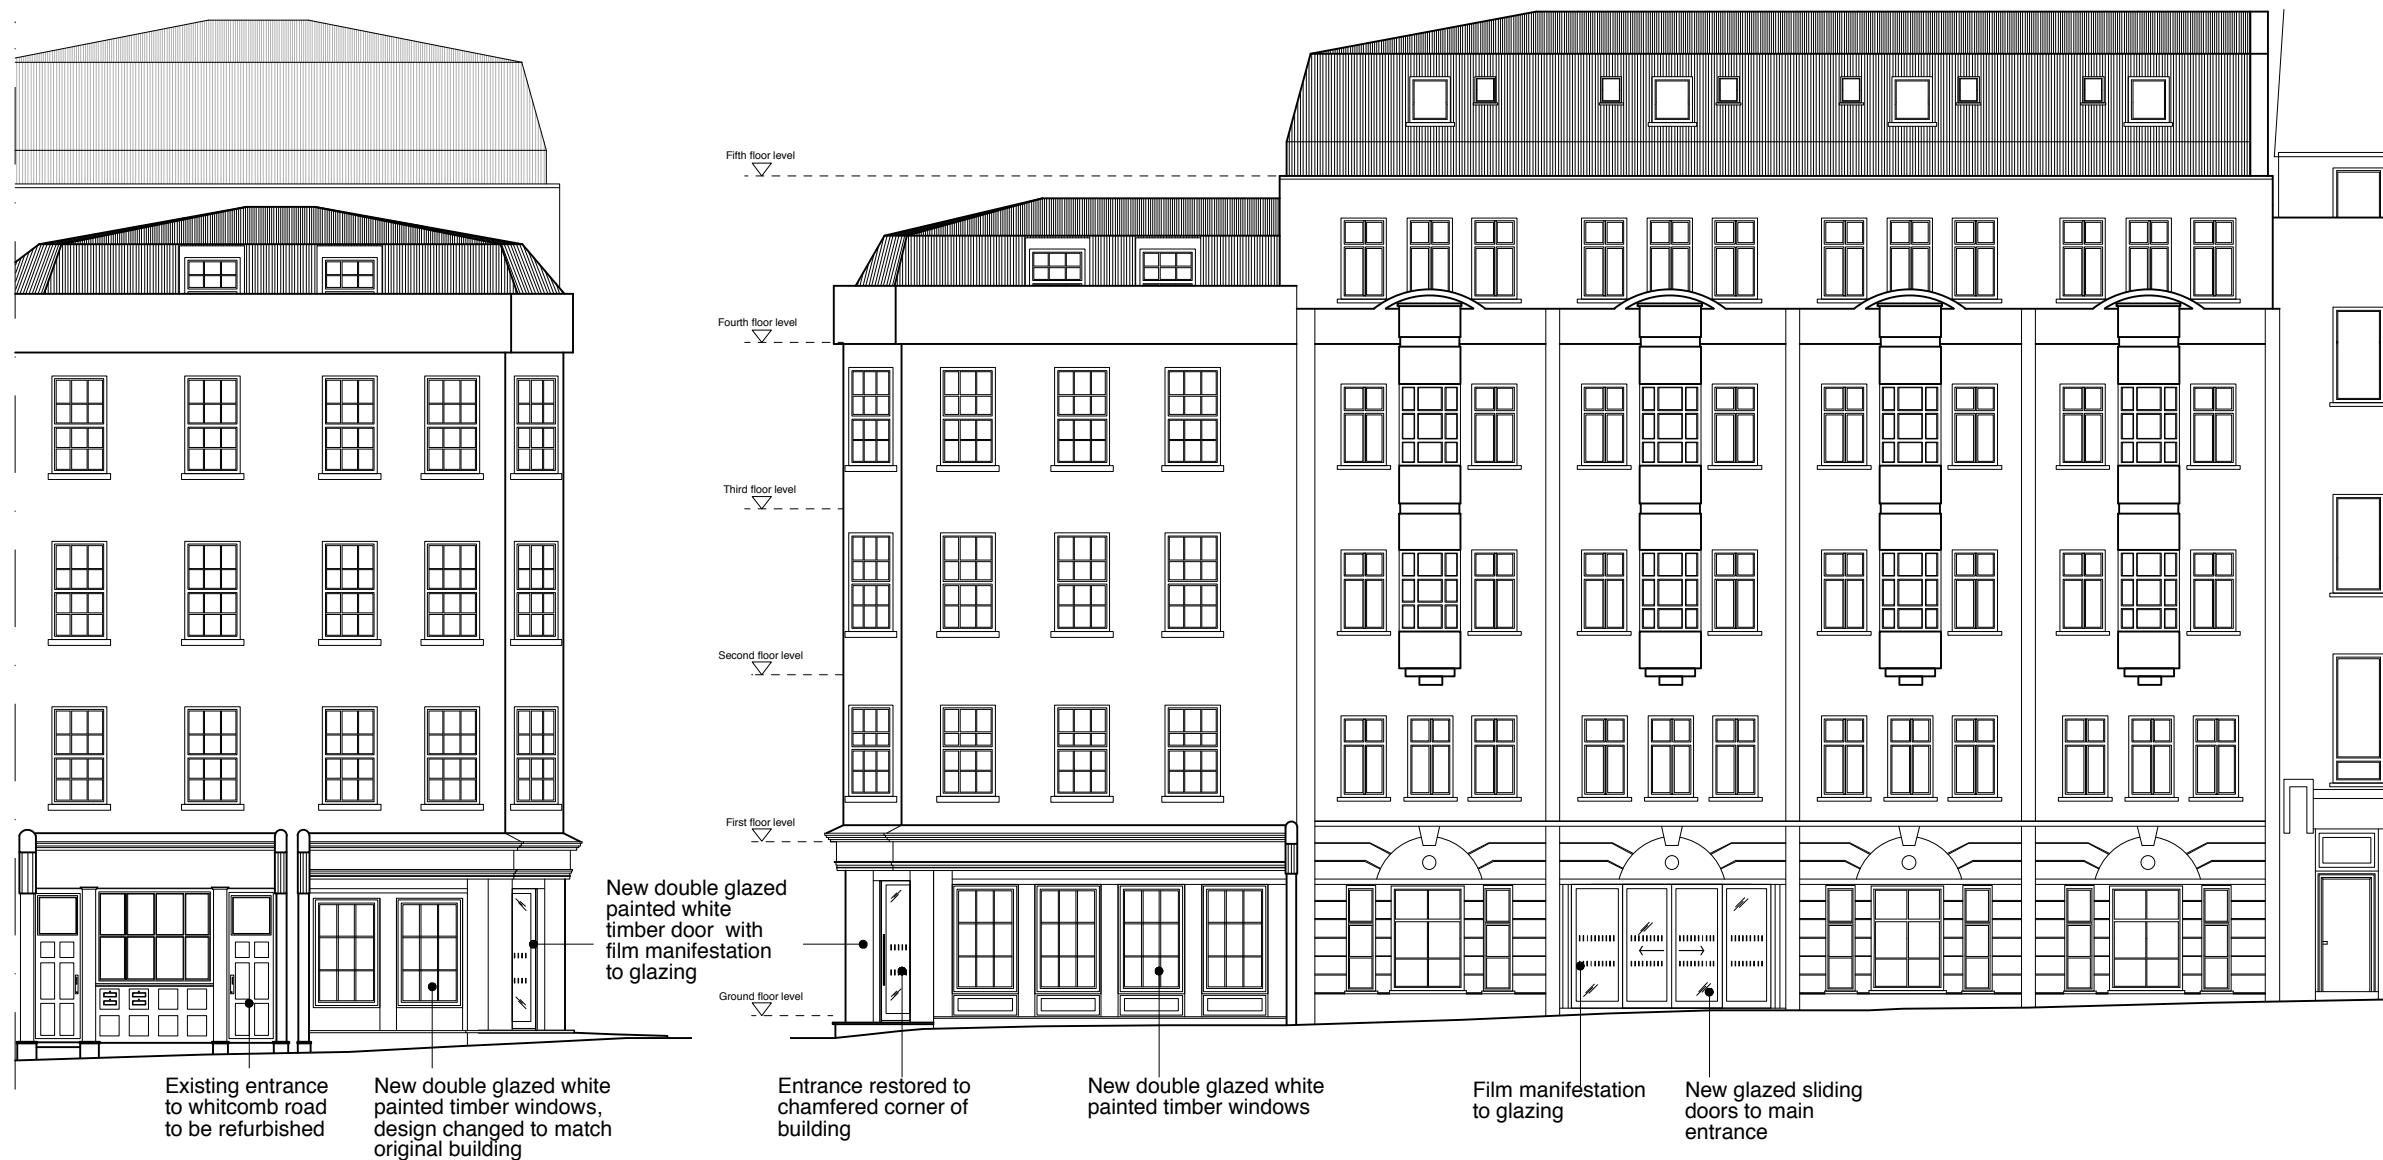 Fifth floor level
Fourth floor level
Third floor level
Second floor level
First floor level
Ground floor level
New double glazed
painted white
timber door with
film manifestation
to glazing
Existing entrance
to whitcomb road
to be refurbished
New double glazed white
painted timber windows,
design changed to match
original building
Entrance restored to
chamfered corner of
building
New double glazed white
painted timber windows
Film manifestation
to glazing
New glazed sliding
doors to main
entrance